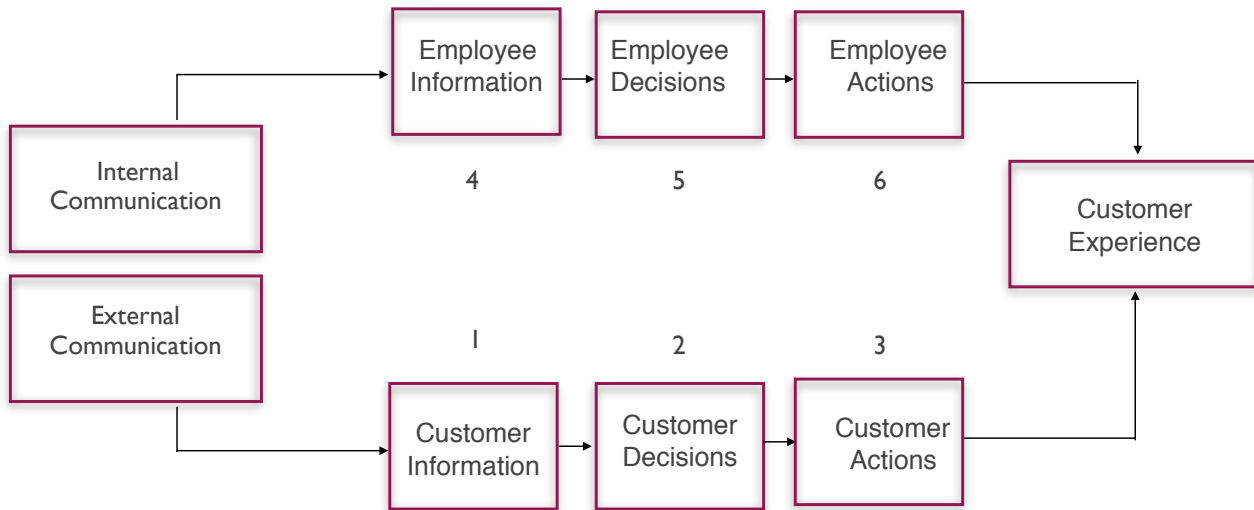 Employee
Information
Employee
Decisions
Employee
Actions
Internal
Communication
4
5
6
Customer
Experience
External
Communication
1
2
3
Customer
Information
Customer
Decisions
Customer
Actions